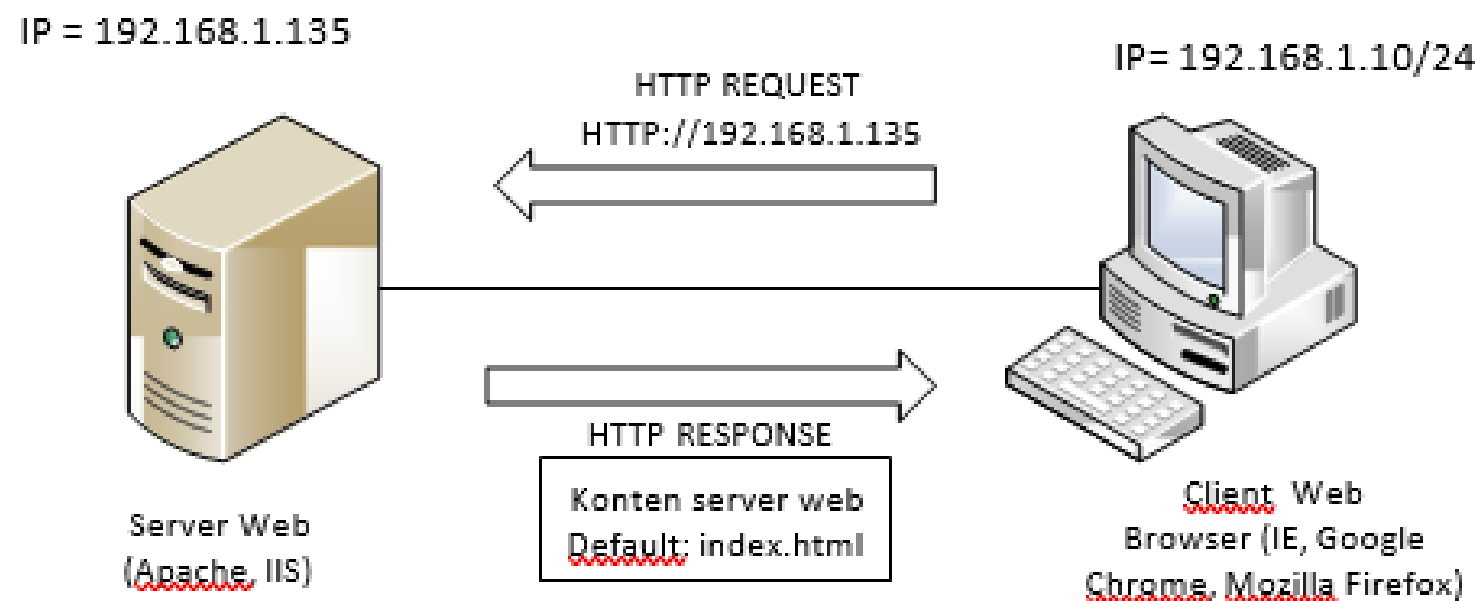 IP = 192.168.1.135
IP= 192.168.1.10/24
HTTP REQUEST
HTTP://192.168.1.135
HTTP RESPONSE
Konten server web
Default: index.html
Server Web
(Apache, IIS)
Client Web
Browser (IE, Google
Chrome, Mozilla Firefox)